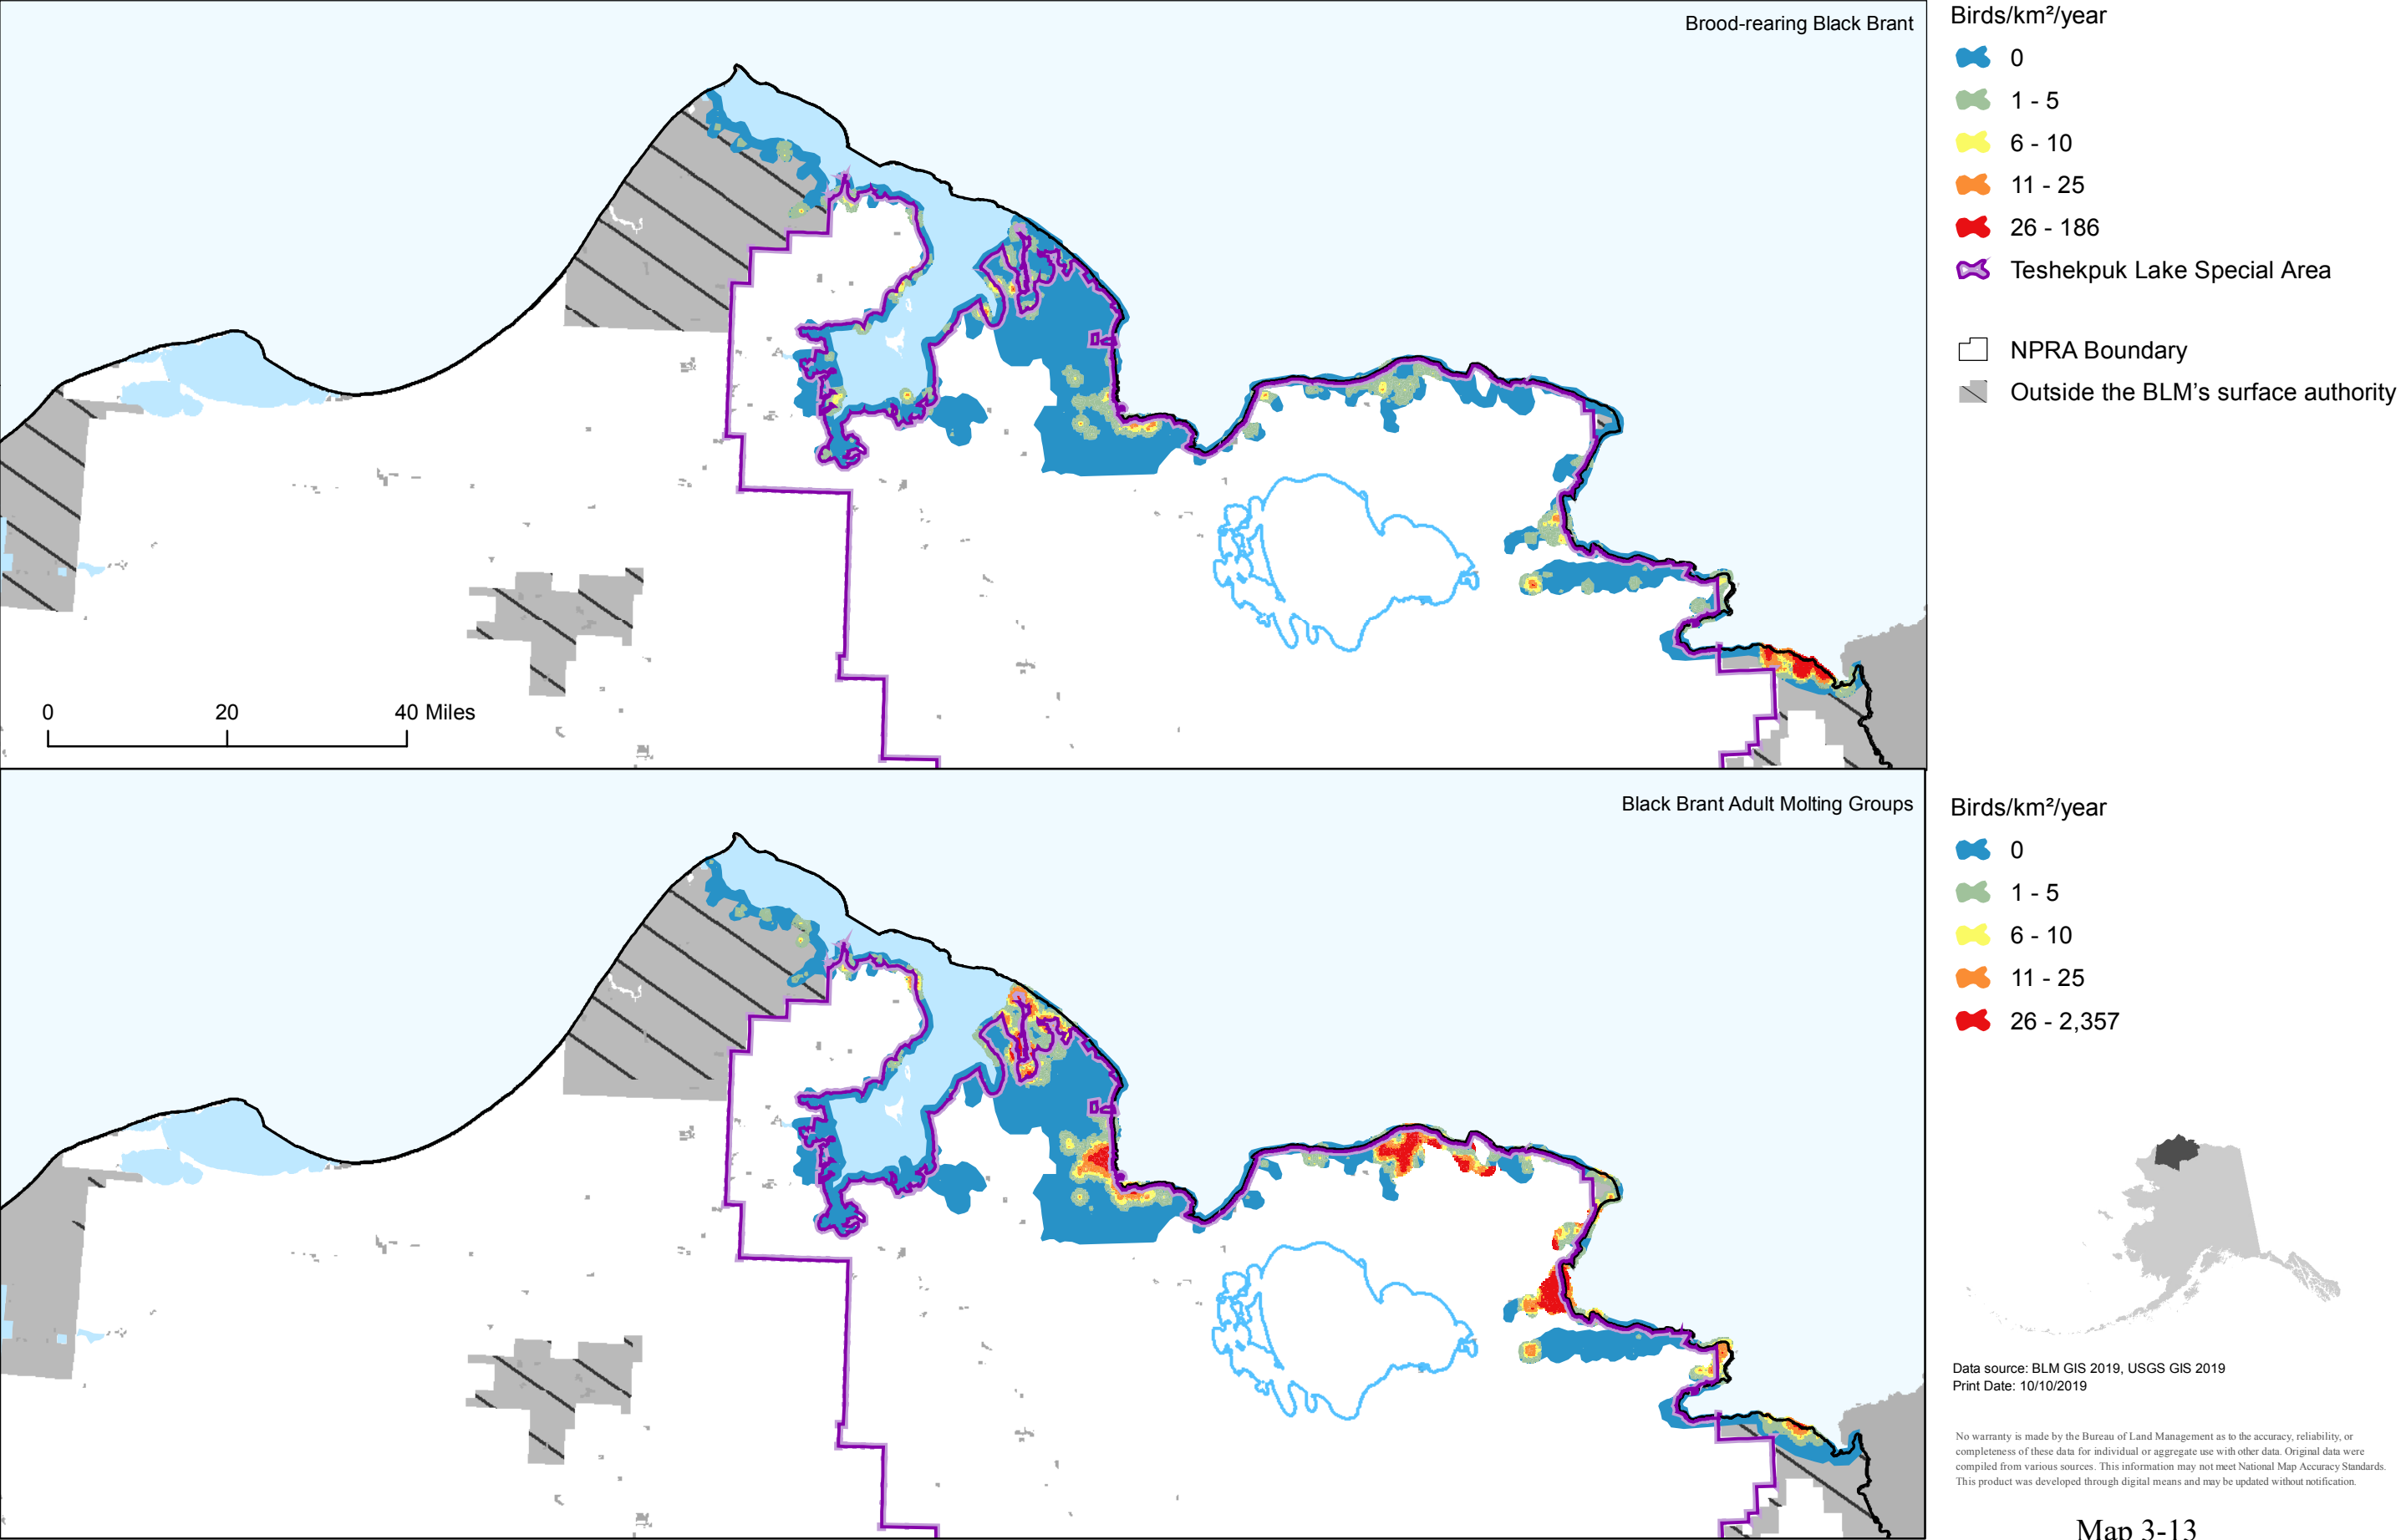 Brood-rearing Black Brant
Birds/km²/year
0
1 - 5
6 - 10
11 - 25
26 - 186
Teshekpuk Lake Special Area
NPRA Boundary
Outside the BLM's surface authority
0 20 40 Miles
Black Brant Adult Molting Groups
Birds/km²/year
0
1 - 5
6 - 10
11 - 25
26 - 2,357
Data source: BLM GIS 2019, USGS GIS 2019
Print Date: 10/10/2019
No warranty is made by the Bureau of Land Management as to the accuracy, reliability, or
completeness of these data for individual or aggregate use with other data. Original data were
compiled from various sources. This information may not meet National Map Accuracy Standards.
This product was developed through digital means and may be updated without notification.
Map 3-13